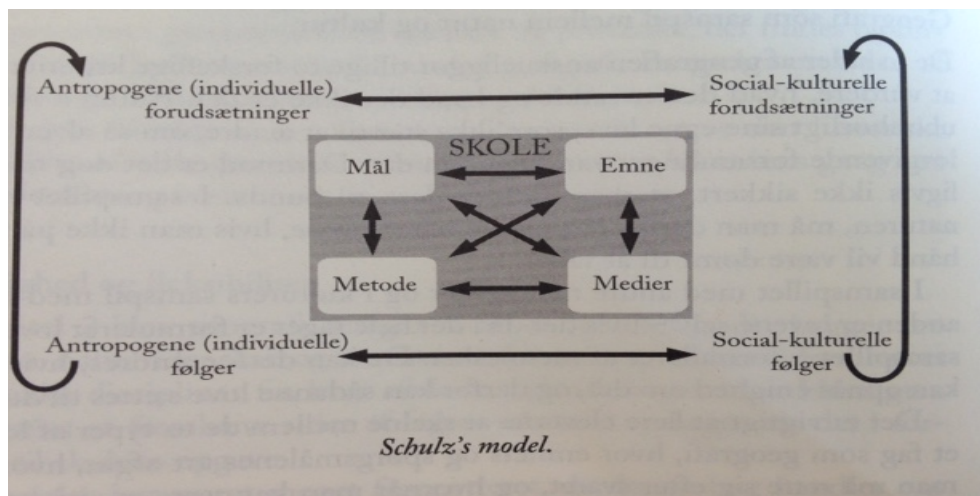 Antropogene (individuelle)
forudsætninger
Social-kulturelle
forudsætninger
SKOLE
Mål
Emne
Metode
Medier
Antropogene (individuelle)
følger
Social-kulturelle
følger
Schulz's model.